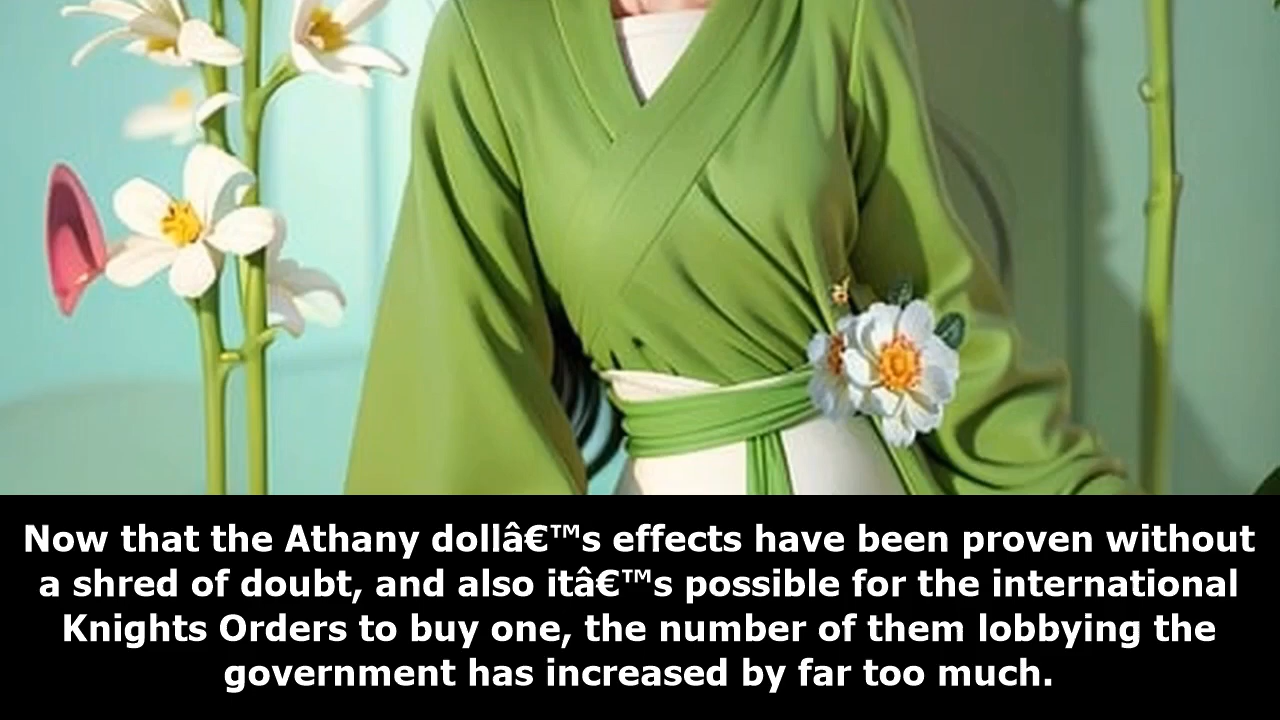 Now that the Athany dollâ€™s effects have been proven without
a shred of doubt, and also itâ€™s possible for the international
Knights Orders to buy one, the number of them lobbying the
government has increased by far too much.